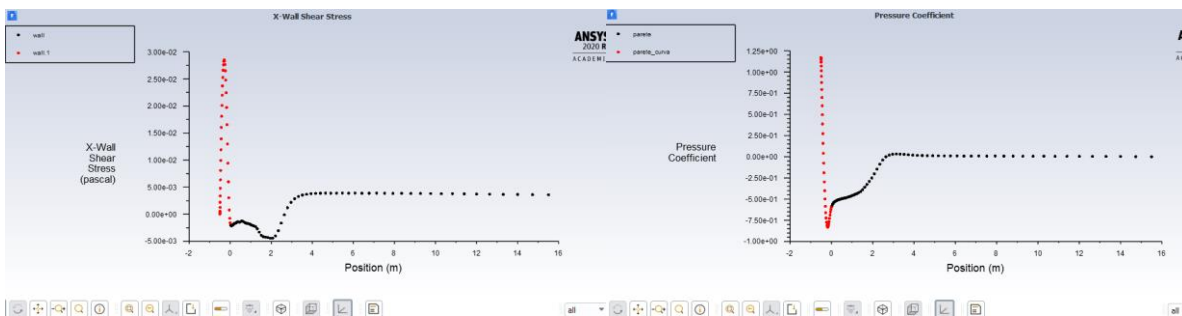 X-Wall Shear Stress
wall
wall:1
ANSYS
2020 R
ACADEM
3.00e-02
2.50e-02
2.00e-02
1.50e-02
1.00e-02
5.00e-03
0.00e+00
-5.00e-03
X-Wall
Shear
Stress
(pascal)
-2 0 2 4 6 8 10 12 14 16
Position (m)
all
Pressure Coefficient
parete
parete_curva
1.25e+00
1.00e+00
7.50e-01
5.00e-01
2.50e-01
0.00e+00
-2.50e-01
-5.00e-01
-7.50e-01
-1.00e+00
Pressure
Coefficient
-2 0 2 4 6 8 10 12 14 16
Position (m)
all